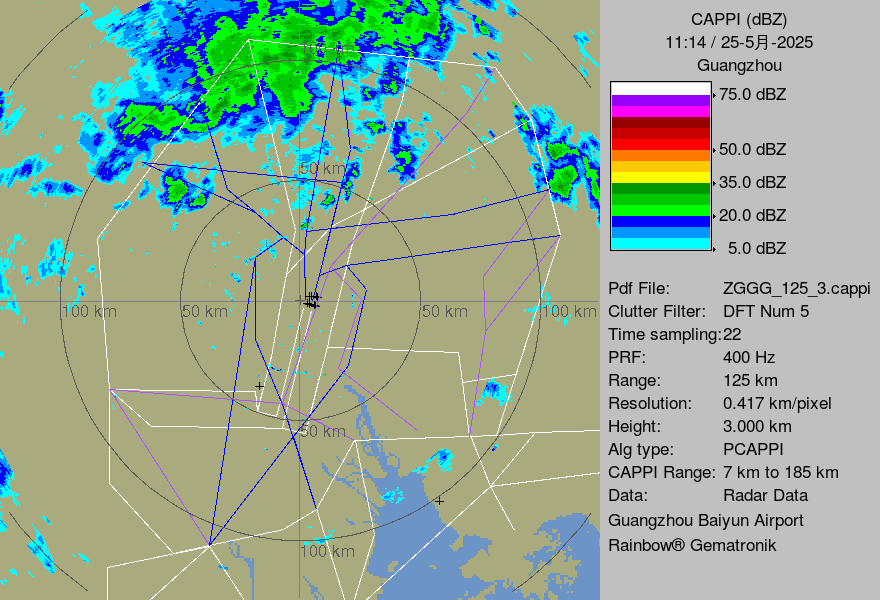 CAPPI (dBZ)
11:14 / 25-5月-2025
Guangzhou
75.0 dBZ
50.0 dBZ
35.0 dBZ
20.0 dBZ
5.0 dBZ
Pdf File: ZGGG_125_3.cappi
Clutter Filter: DFT Num 5
Time sampling:22
PRF: 400 Hz
Range: 125 km
Resolution: 0.417 km/pixel
Height: 3.000 km
Alg type: PCAPPI
CAPPI Range: 7 km to 185 km
Data: Radar Data
Guangzhou Baiyun Airport
Rainbow® Gematronik
100 km
50 km
100 km
50 km
50 km
100 km
50 km
100 km